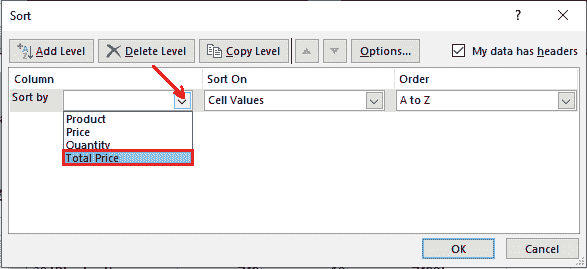 Sort
Add Level Delete Level Copy Level Options... My data has headers
Column Sort On Order
Sort by Cell Values A to Z
Product
Price
Quantity
Total Price
OK Cancel